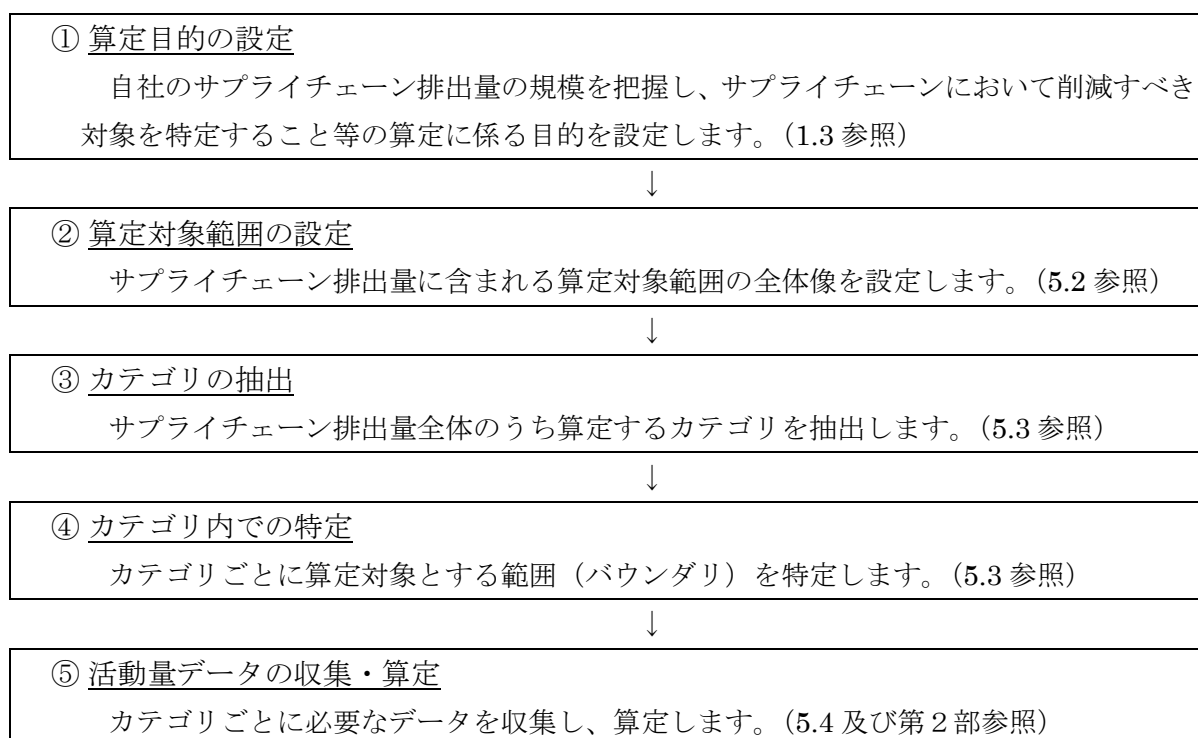 ① 算定目的の設定
自社のサプライチェーン排出量の規模を把握し、サプライチェーンにおいて削減すべき
対象を特定すること等の算定に係る目的を設定します。（1.3 参照）
↓
② 算定対象範囲の設定
サプライチェーン排出量に含まれる算定対象範囲の全体像を設定します。（5.2 参照）
↓
③ カテゴリの抽出
サプライチェーン排出量全体のうち算定するカテゴリを抽出します。（5.3 参照）
↓
④ カテゴリ内での特定
カテゴリごとに算定対象とする範囲（バウンダリ）を特定します。（5.3 参照）
↓
⑤ 活動量データの収集・算定
カテゴリごとに必要なデータを収集し、算定します。（5.4 及び第２部参照）